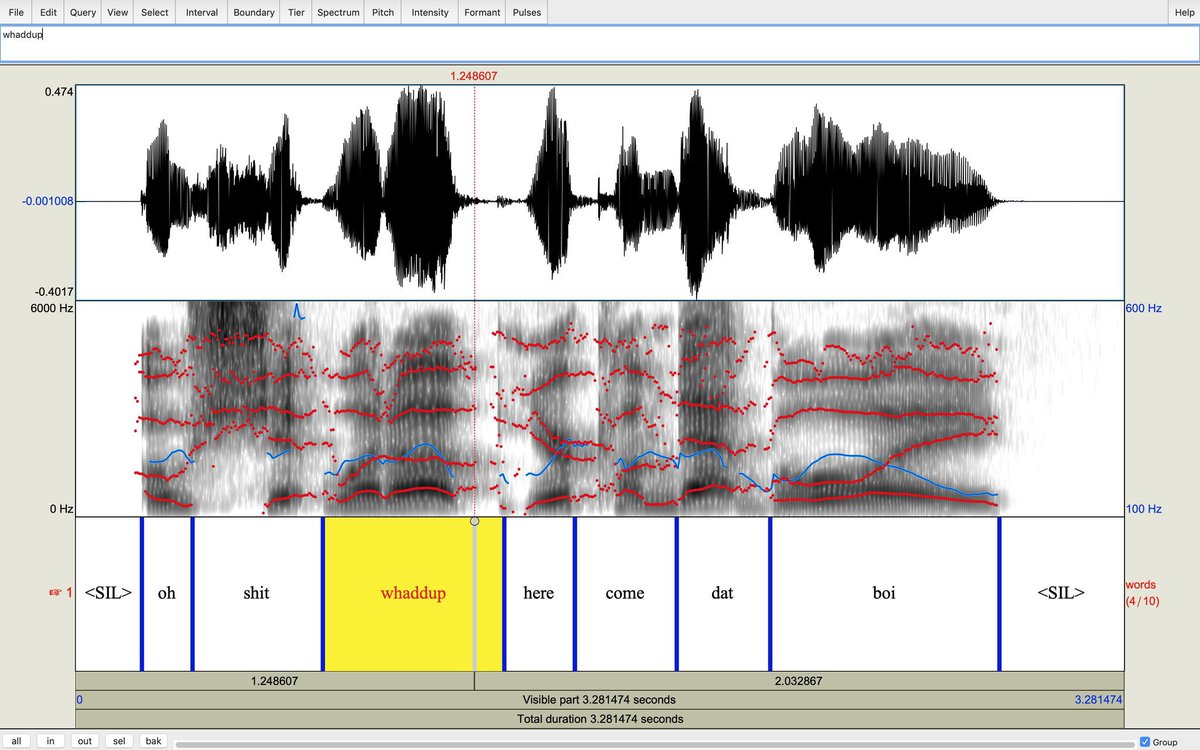 File Edit Query View Select Interval Boundary Tier Spectrum Pitch Intensity Formant Pulses Help
whaddup
1.248607
0.474
-0.001008
-0.4017
6000 Hz 600 Hz
0 Hz 100 Hz
☞ 1 <SIL> oh shit whaddup here come dat boi <SIL> words
(4/10)
1.248607 2.032867
0 Visible part 3.281474 seconds 3.281474
Total duration 3.281474 seconds
all in out sel bak Group